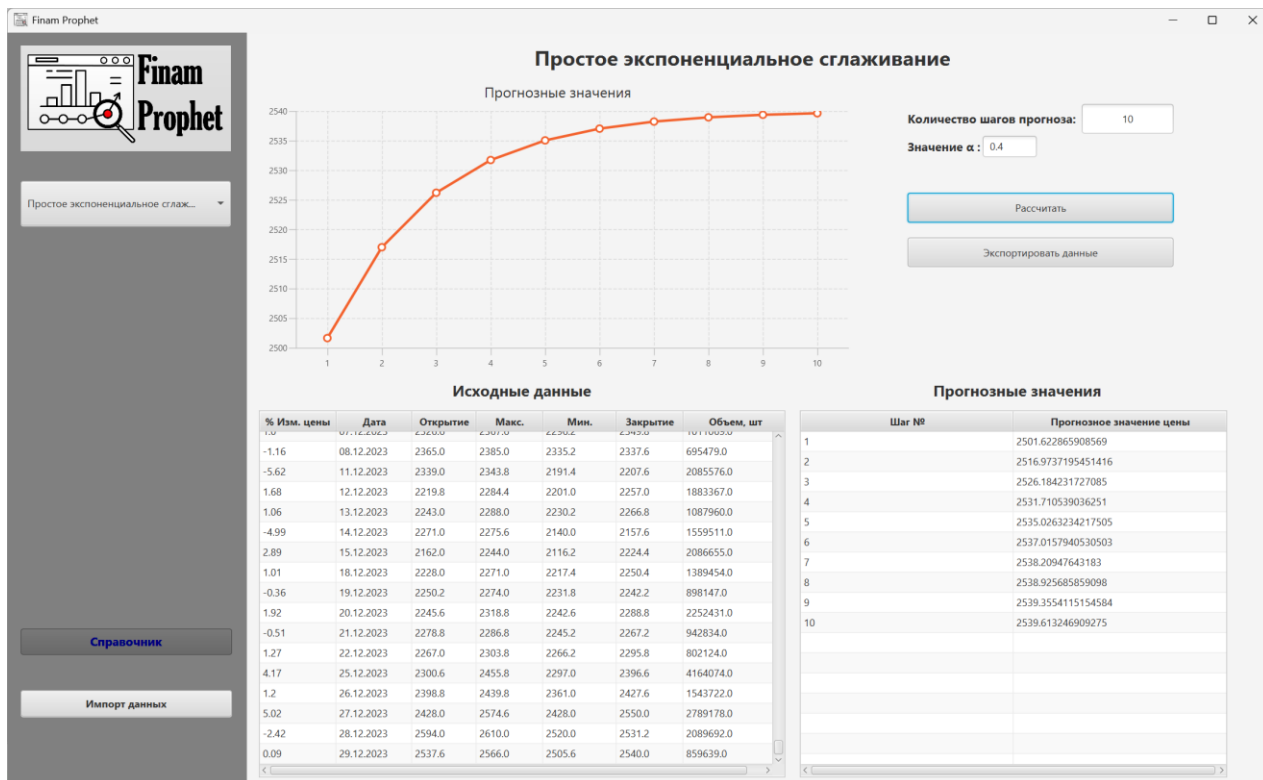 Finam Prophet
Finam
Prophet
Простое экспоненциальное сглаж...
Справочник
Импорт данных
Простое экспоненциальное сглаживание
Прогнозные значения
2540
2535
2530
2525
2520
2515
2510
2505
2500
1 2 3 4 5 6 7 8 9 10
Количество шагов прогноза: 10
Значение α : 0.4
Рассчитать
Экспортировать данные
Исходные данные
% Изм. цены Дата Открытие Макс. Мин. Закрытие Объем, шт
-1.16 08.12.2023 2365.0 2385.0 2335.2 2337.6 695479.0
-5.62 11.12.2023 2339.0 2343.8 2191.4 2207.6 2085576.0
1.68 12.12.2023 2219.8 2284.4 2201.0 2257.0 1883367.0
1.06 13.12.2023 2243.0 2288.0 2230.2 2266.8 1087960.0
-4.99 14.12.2023 2271.0 2275.6 2140.0 2157.6 1559511.0
2.89 15.12.2023 2162.0 2244.0 2116.2 2224.4 2086655.0
1.01 18.12.2023 2228.0 2271.0 2217.4 2250.4 1389454.0
-0.36 19.12.2023 2250.2 2274.0 2231.8 2242.2 898147.0
1.92 20.12.2023 2245.6 2318.8 2242.6 2288.8 2252431.0
-0.51 21.12.2023 2278.8 2286.8 2245.2 2267.2 942834.0
1.27 22.12.2023 2267.0 2303.8 2266.2 2295.8 802124.0
4.17 25.12.2023 2300.6 2455.8 2297.0 2396.6 4164074.0
1.2 26.12.2023 2398.8 2439.8 2361.0 2427.6 1543722.0
5.02 27.12.2023 2428.0 2574.6 2428.0 2550.0 2789178.0
-2.42 28.12.2023 2594.0 2610.0 2520.0 2531.2 2089692.0
0.09 29.12.2023 2537.6 2566.0 2505.6 2540.0 859639.0
Прогнозные значения
Шаг № Прогнозное значение цены
1 2501.622865908569
2 2516.9737195451416
3 2526.184231727085
4 2531.710539036251
5 2535.0263234217505
6 2537.0157940530503
7 2538.20947643183
8 2538.925685859098
9 2539.3554115154584
10 2539.613246909275